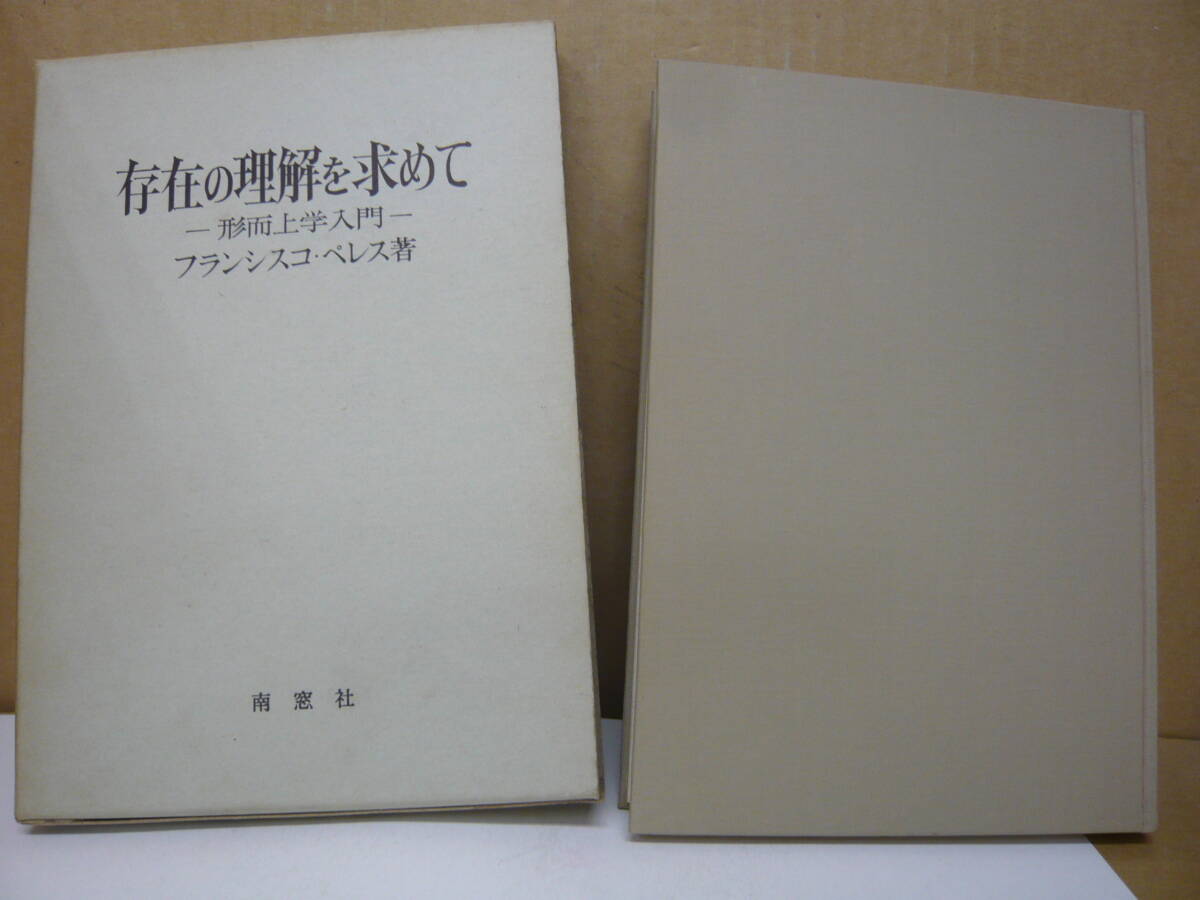 存在の理解を求めて
―形而上学入門―
フランシスコ・ペレス著
南窓社